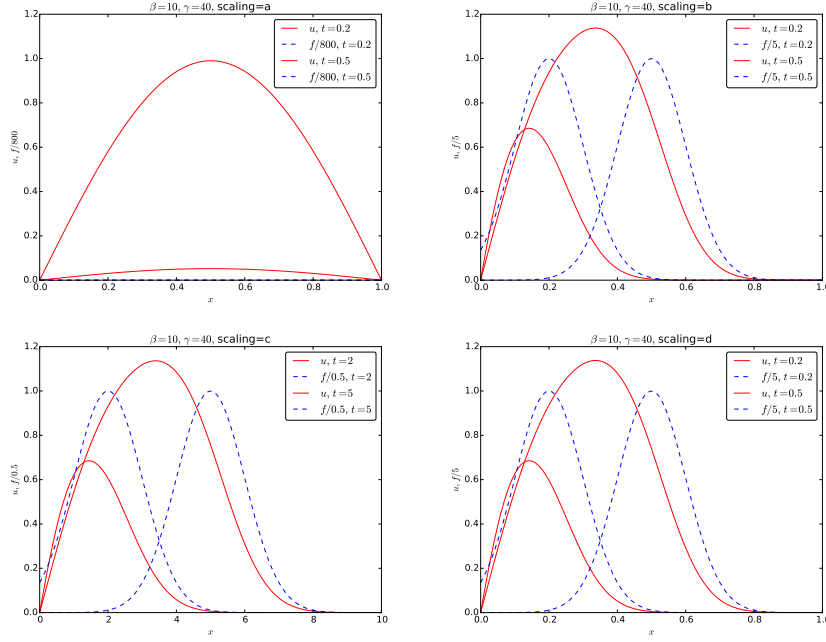 β=10, γ=40, scaling=a
u, t=0.2
f/800, t=0.2
u, t=0.5
f/800, t=0.5
u, f/800
1.2
1.0
0.8
0.6
0.4
0.2
0.0
0.0 0.2 0.4 0.6 0.8 1.0
x
β=10, γ=40, scaling=b
u, t=0.2
f/5, t=0.2
u, t=0.5
f/5, t=0.5
u, f/5
1.2
1.0
0.8
0.6
0.4
0.2
0.0
0.0 0.2 0.4 0.6 0.8 1.0
x
β=10, γ=40, scaling=c
u, t=2
f/0.5, t=2
u, t=5
f/0.5, t=5
u, f/0.5
1.2
1.0
0.8
0.6
0.4
0.2
0.0
0 2 4 6 8 10
x
β=10, γ=40, scaling=d
u, t=0.2
f/5, t=0.2
u, t=0.5
f/5, t=0.5
u, f/5
1.2
1.0
0.8
0.6
0.4
0.2
0.0
0.0 0.2 0.4 0.6 0.8 1.0
x